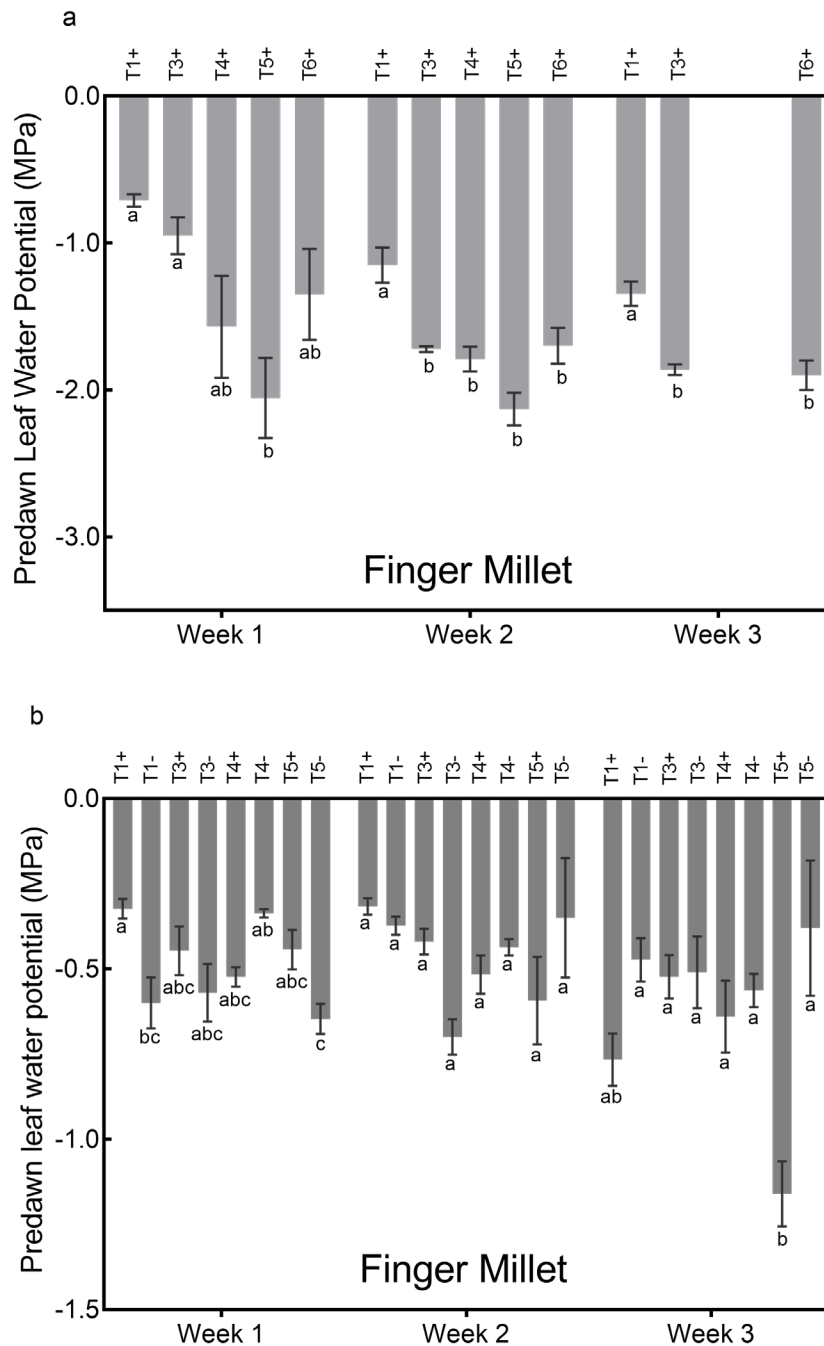 a
T1+ T3+ T4+ T5+ T6+ T1+ T3+ T4+ T5+ T6+ T1+ T3+ T6+
Predawn Leaf Water Potential (MPa)
0.0
-1.0
-2.0
-3.0
a a ab b ab a b b b b a b b
Finger Millet
Week 1 Week 2 Week 3
b
T1+ T1- T3+ T3- T4+ T4- T5+ T5- T1+ T1- T3+ T3- T4+ T4- T5+ T5- T1+ T1- T3+ T3- T4+ T4- T5+ T5-
Predawn leaf water potential (MPa)
0.0
-0.5
-1.0
-1.5
a bc abc abc abc ab abc c a a a a a a a a ab a a a a a b a
Finger Millet
Week 1 Week 2 Week 3